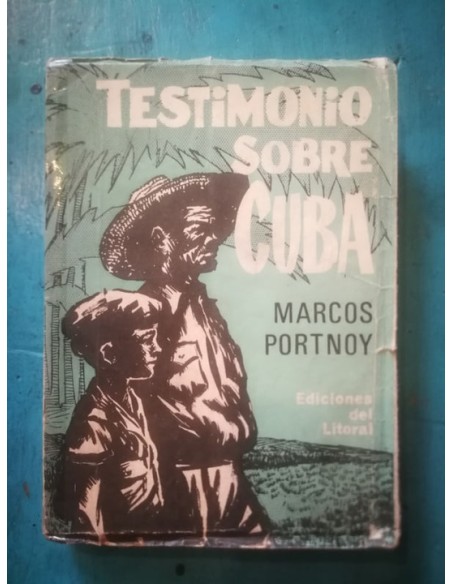 TESTiMONiO
SOBRE
CUBA
MARCOS
PORTNOY
Ediciones
del
Litoral